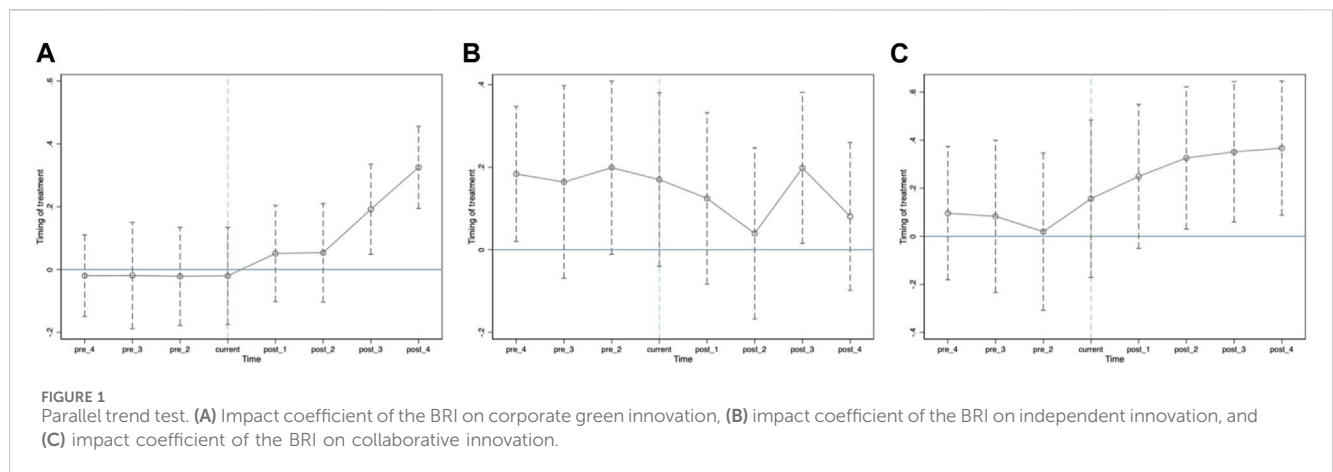 A
B
C
Timing of treatment
.6
.4
.2
0
-.2
pre_4 pre_3 pre_2 current post_1 post_2 post_3 post_4
Time
Timing of treatment
.4
.2
0
-.2
pre_4 pre_3 pre_2 current post_1 post_2 post_3 post_4
Time
Timing of treatment
.6
.4
.2
0
-.2
-.4
pre_4 pre_3 pre_2 current post_1 post_2 post_3 post_4
Time
FIGURE 1
Parallel trend test. (A) Impact coefficient of the BRI on corporate green innovation, (B) impact coefficient of the BRI on independent innovation, and
(C) impact coefficient of the BRI on collaborative innovation.